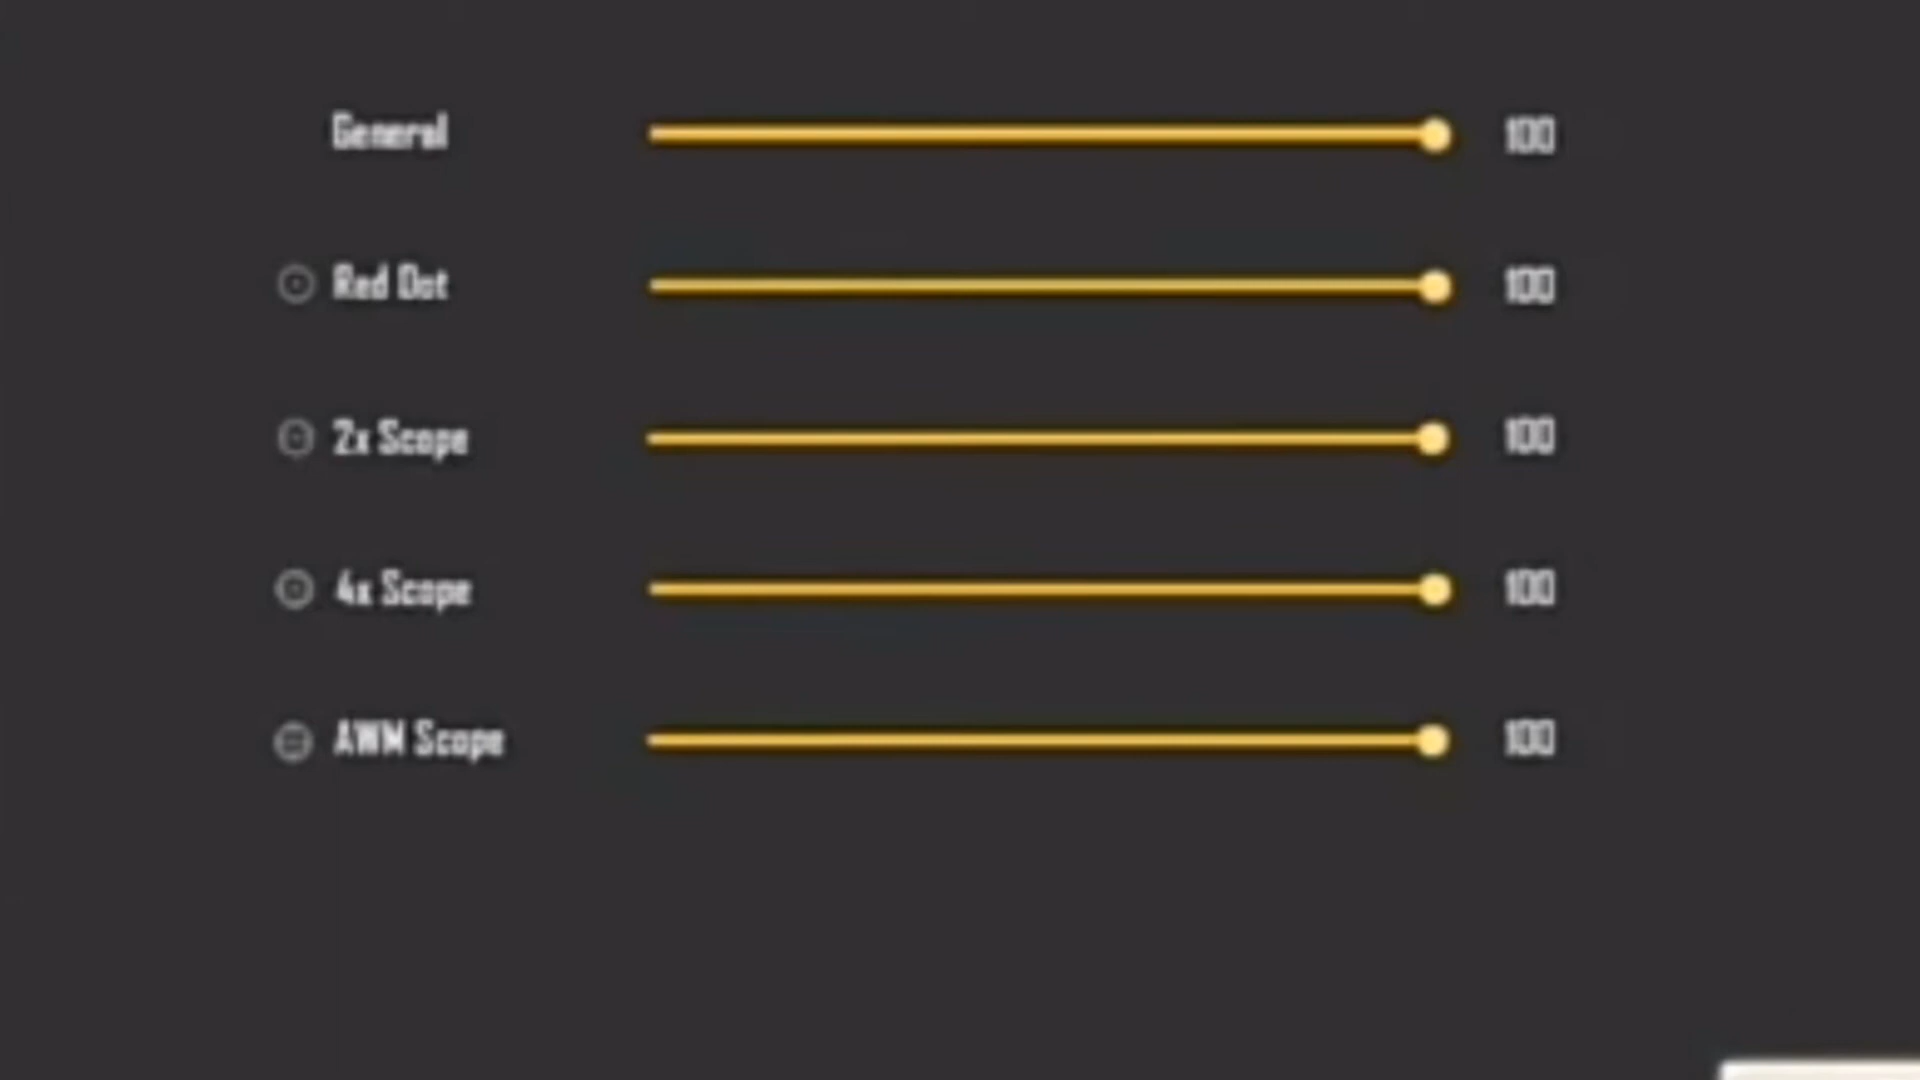 General 100
Red Dot 100
2x Scope 100
4x Scope 100
AWM Scope 100